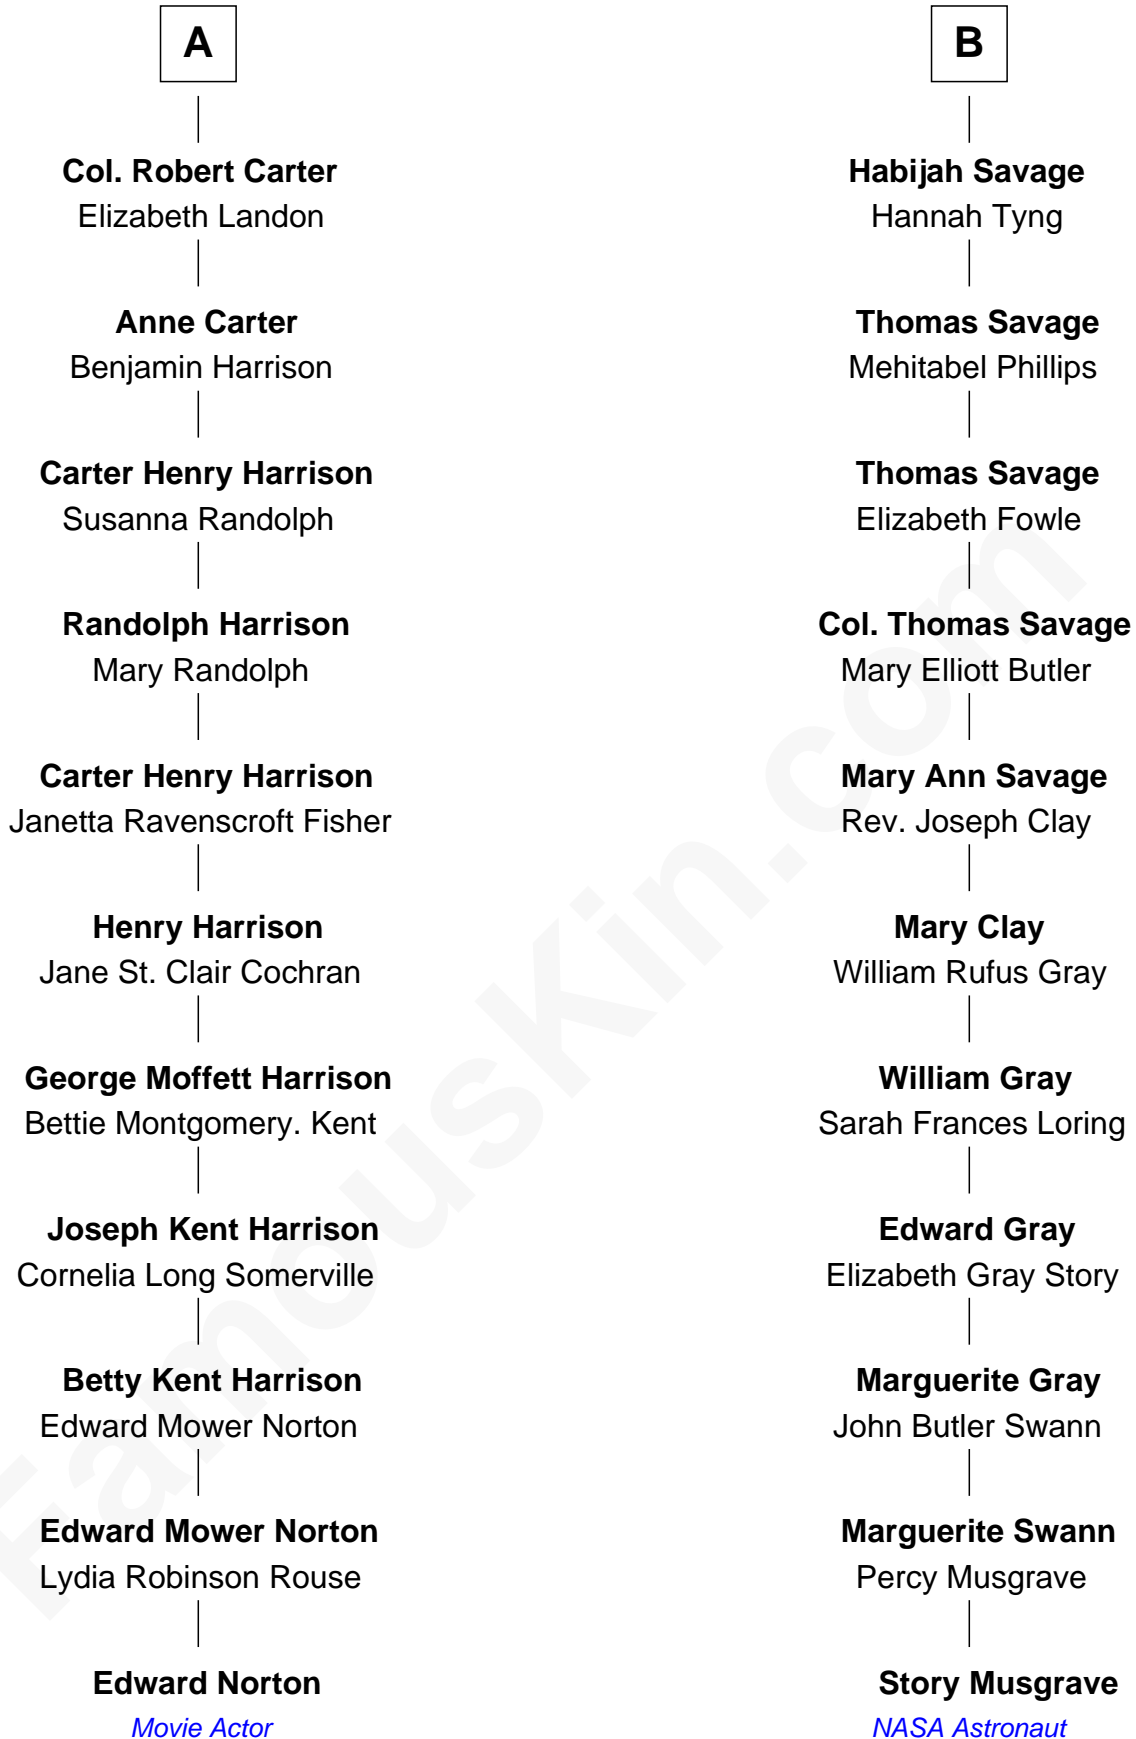 A
Col. Robert Carter
Elizabeth Landon
Anne Carter
Benjamin Harrison
Carter Henry Harrison
Susanna Randolph
Randolph Harrison
Mary Randolph
Carter Henry Harrison
Janetta Ravenscroft Fisher
Henry Harrison
Jane St. Clair Cochran
George Moffett Harrison
Bettie Montgomery. Kent
Joseph Kent Harrison
Cornelia Long Somerville
Betty Kent Harrison
Edward Mower Norton
Edward Mower Norton
Lydia Robinson Rouse
Edward Norton
Movie Actor
B
Habijah Savage
Hannah Tyng
Thomas Savage
Mehitabel Phillips
Thomas Savage
Elizabeth Fowle
Col. Thomas Savage
Mary Elliott Butler
Mary Ann Savage
Rev. Joseph Clay
Mary Clay
William Rufus Gray
William Gray
Sarah Frances Loring
Edward Gray
Elizabeth Gray Story
Marguerite Gray
John Butler Swann
Marguerite Swann
Percy Musgrave
Story Musgrave
NASA Astronaut
FamousKin.com